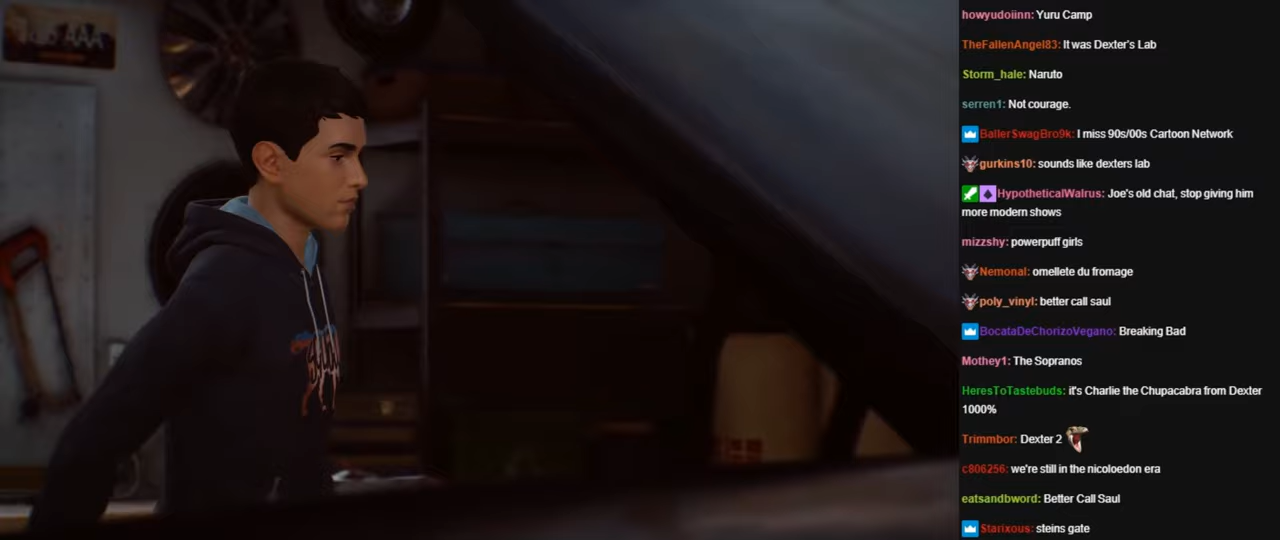 howyudoiinn: Yuru Camp
TheFallenAngel83: It was Dexter's Lab
Storm_hale: Naruto
serren1: Not courage.
BallerSwagBro9k: I miss 90s/00s Cartoon Network
gurkins10: sounds like dexters lab
HypotheticalWalrus: Joe's old chat, stop giving him
more modern shows
mizzshy: powerpuff girls
Nemonal: omellete du fromage
poly_vinyl: better call saul
BocataDeChorizoVegano: Breaking Bad
Mothey1: The Sopranos
HeresToTastebuds: it's Charlie the Chupacabra from Dexter
1000%
Trimmbor: Dexter 2
c806256: we're still in the nicoloedon era
eatsandbword: Better Call Saul
Starixous: steins gate